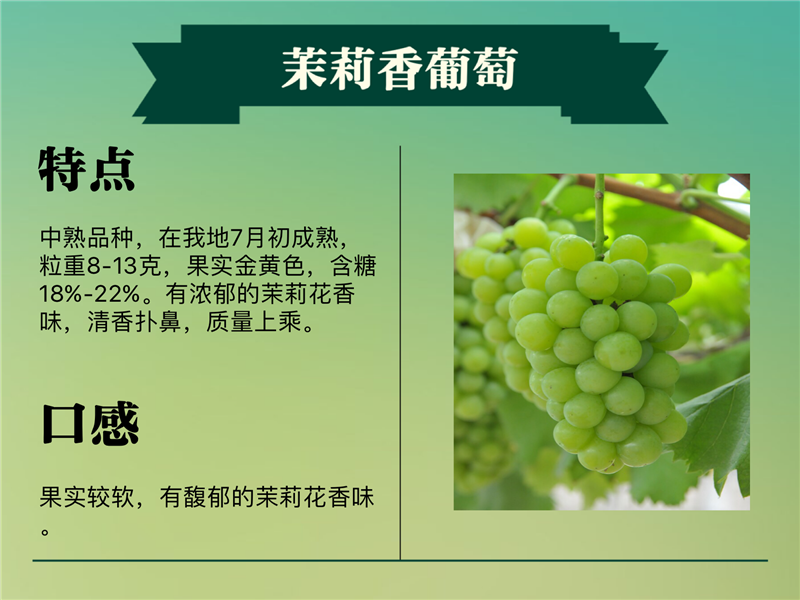 茉莉香葡萄
特点
中熟品种，在我地7月初成熟，
粒重8-13克，果实金黄色，含糖
18%-22%。有浓郁的茉莉花香
味，清香扑鼻，质量上乘。
口感
果实较软，有馥郁的茉莉花香味
。